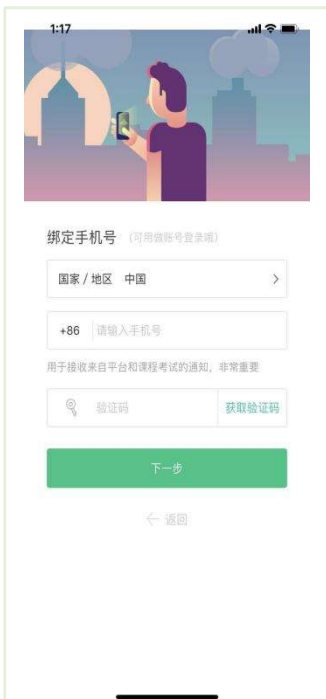 1:17
绑定手机号 （可用做账号登录哦）
国家 / 地区 中国
+86 请输入手机号
用于接收来自平台和课程考试的通知，非常重要
验证码 获取验证码
下一步
← 返回